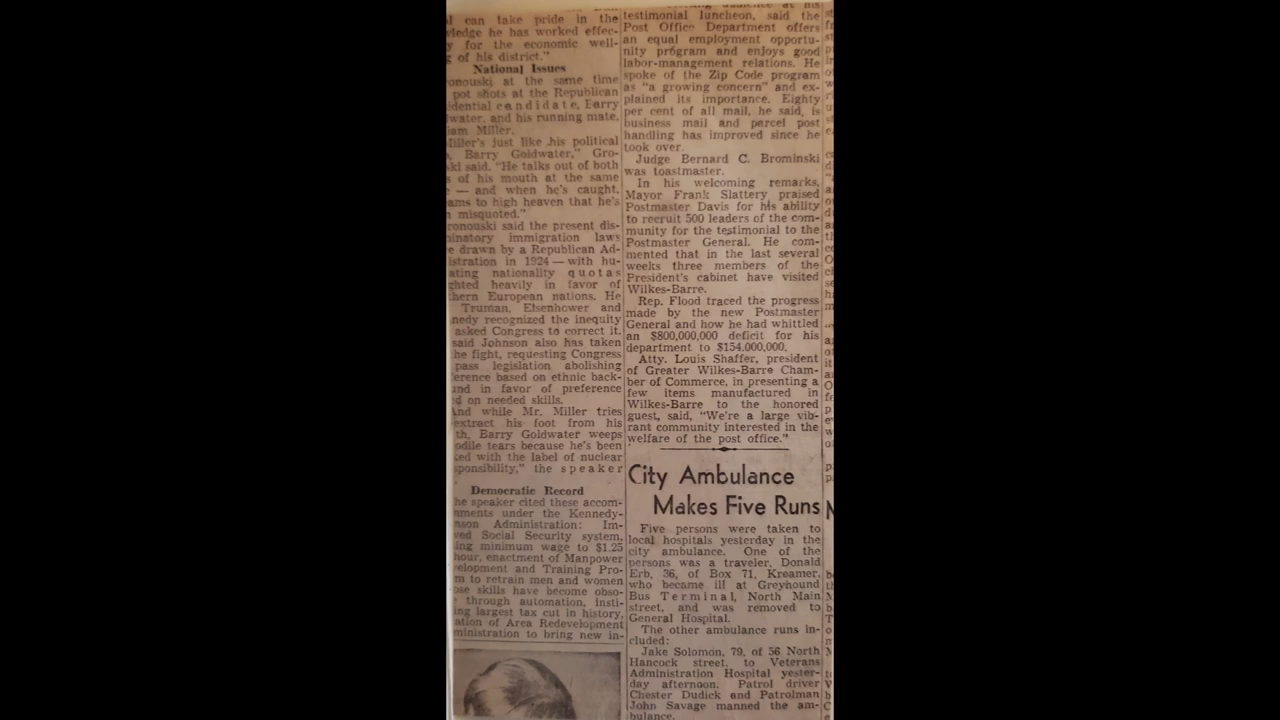 l can take pride in the
ledge he has worked effec-
y for the economic well-
g of his district."
National Issues
ronouski at the same time
pot shots at the Republican
idential candidate, Barry
lwater, and his running mate,
iam Miller.
Miller's just like his political
, Barry Goldwater," Gro-
ski said. "He talks out of both
s of his mouth at the same
e — and when he's caught,
ams to high heaven that he's
n misquoted."
ronouski said the present dis-
ninatory immigration laws
e drawn by a Republican Ad-
istration in 1924 — with hu-
ating nationality quotas
ghted heavily in favor of
thern European nations. He
Truman, Eisenhower and
nedy recognized the inequity
asked Congress to correct it.
said Johnson also has taken
he fight, requesting Congress
pass legislation abolishing
erence based on ethnic back-
und in favor of preference
d on needed skills.
And while Mr. Miller tries
extract his foot from his
th, Barry Goldwater weeps
odile tears because he's been
ked with the label of nuclear
sponsibility," the speaker
Democratic Record
he speaker cited these accom-
hments under the Kennedy-
nson Administration: Im-
ved Social Security system,
ing minimum wage to $1.25
hour, enactment of Manpower
velopment and Training Pro-
m to retrain men and women
ose skills have become obso-
through automation, insti-
ing largest tax cut in history,
ation of Area Redevelopment
ministration to bring new in-
audience at his
testimonial luncheon, said the
Post Office Department offers
an equal employment opportu-
nity program and enjoys good
labor-management relations. He
spoke of the Zip Code program
as "a growing concern" and ex-
plained its importance. Eighty
per cent of all mail, he said, is
business mail and parcel post
handling has improved since he
took over.
Judge Bernard C. Brominski
was toastmaster.
In his welcoming remarks,
Mayor Frank Slattery praised
Postmaster Davis for his ability
to recruit 500 leaders of the com-
munity for the testimonial to the
Postmaster General. He com-
mented that in the last several
weeks three members of the
President's cabinet have visited
Wilkes-Barre.
Rep. Flood traced the progress
made by the new Postmaster
General and how he had whittled
an $800,000,000 deficit for his
department to $154,000,000.
Atty. Louis Shaffer, president
of Greater Wilkes-Barre Cham-
ber of Commerce, in presenting a
few items manufactured in
Wilkes-Barre to the honored
guest, said, "We're a large vib-
rant community interested in the
welfare of the post office."
City Ambulance
Makes Five Runs
Five persons were taken to
local hospitals yesterday in the
city ambulance. One of the
persons was a traveler, Donald
Erb, 36, of Box 71, Kreamer,
who became ill at Greyhound
Bus Terminal, North Main
street, and was removed to
General Hospital.
The other ambulance runs in-
cluded:
Jake Solomon, 79, of 56 North
Hancock street, to Veterans
Administration Hospital yester-
day afternoon. Patrol driver
Chester Dudick and Patrolman
John Savage manned the am-
bulance.